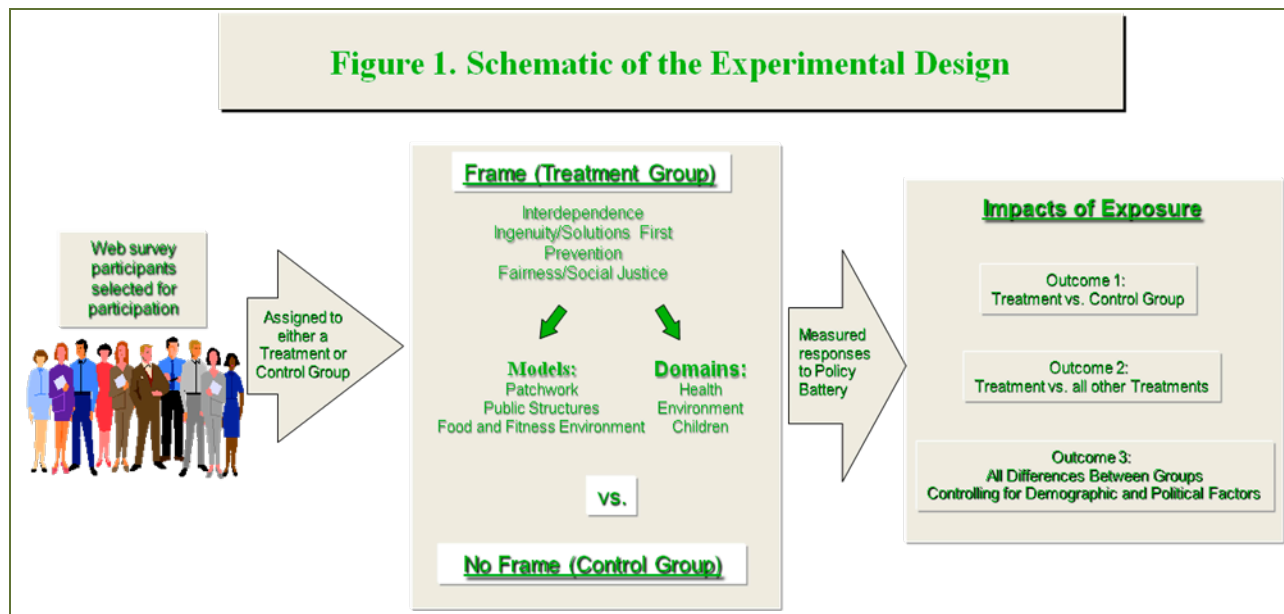 Figure 1. Schematic of the Experimental Design
Web survey
participants
selected for
participation
Assigned to
either a
Treatment or
Control Group
Frame (Treatment Group)
Interdependence
Ingenuity/Solutions First
Prevention
Fairness/Social Justice
Models:
Patchwork
Public Structures
Food and Fitness Environment
Domains:
Health
Environment
Children
vs.
No Frame (Control Group)
Measured
responses
to Policy
Battery
Impacts of Exposure
Outcome 1:
Treatment vs. Control Group
Outcome 2:
Treatment vs. all other Treatments
Outcome 3:
All Differences Between Groups
Controlling for Demographic and Political Factors